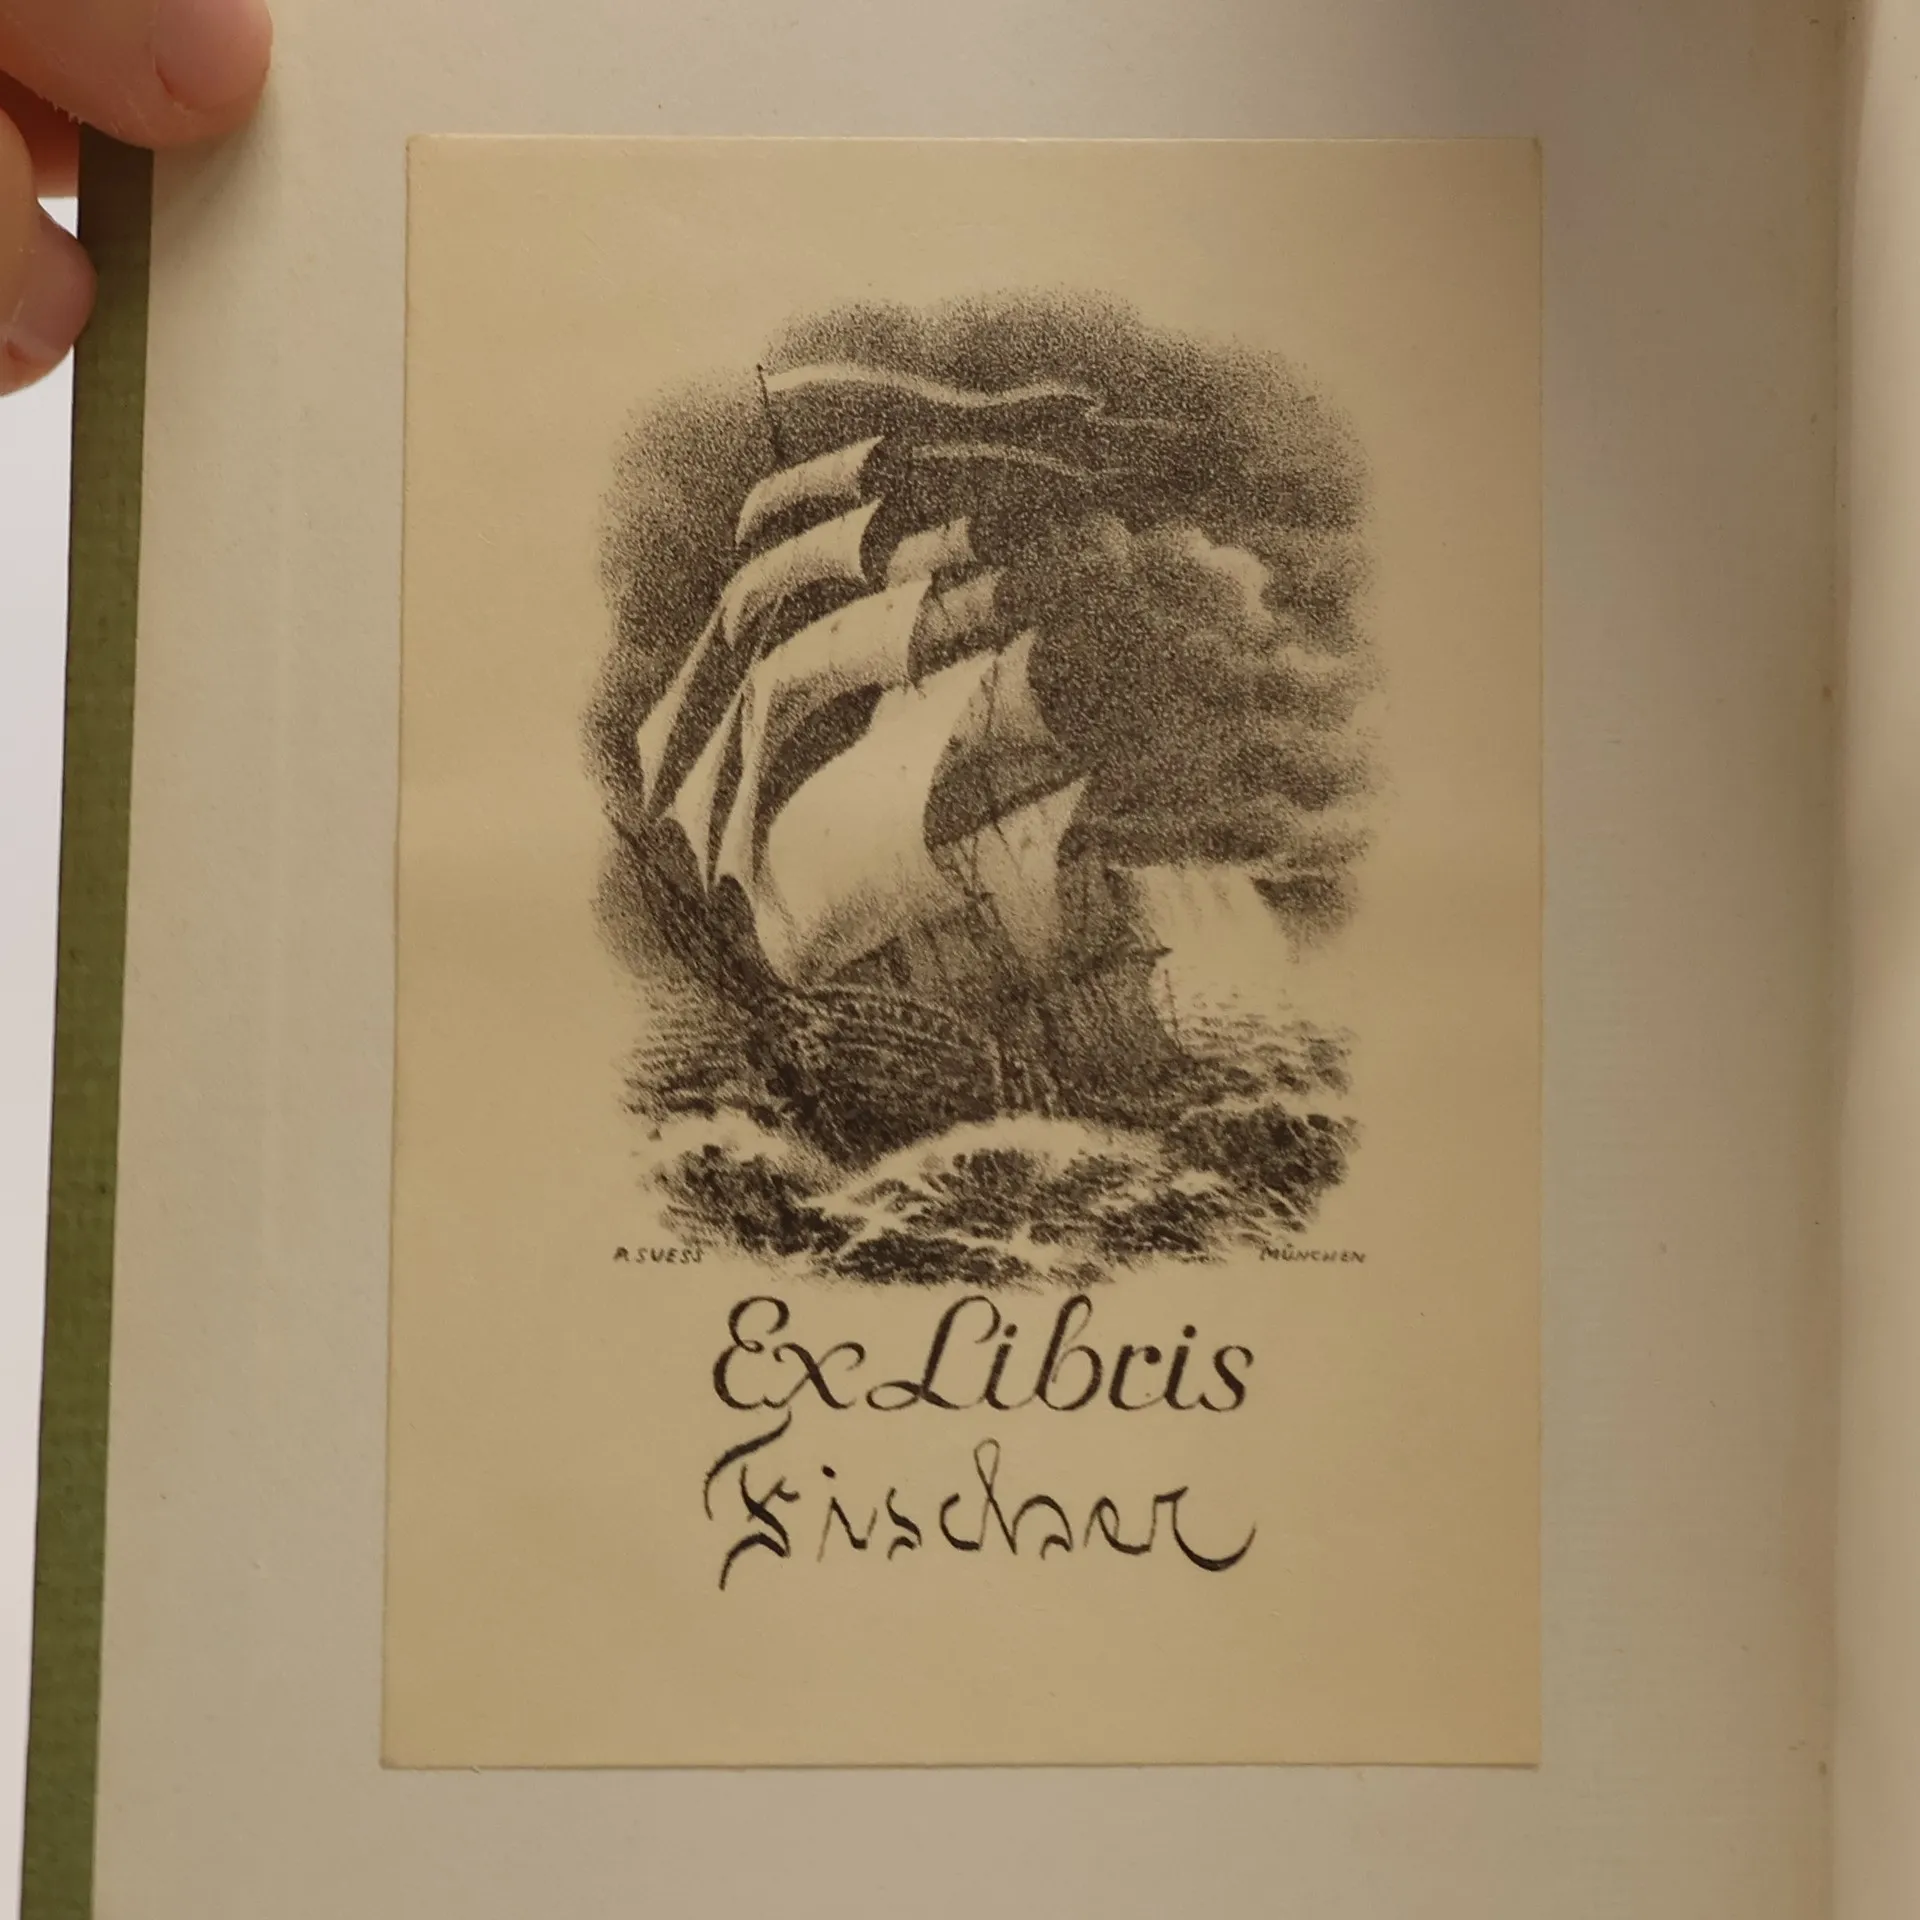 P. SUESS
MÜNCHEN
Ex Libris
Fischer